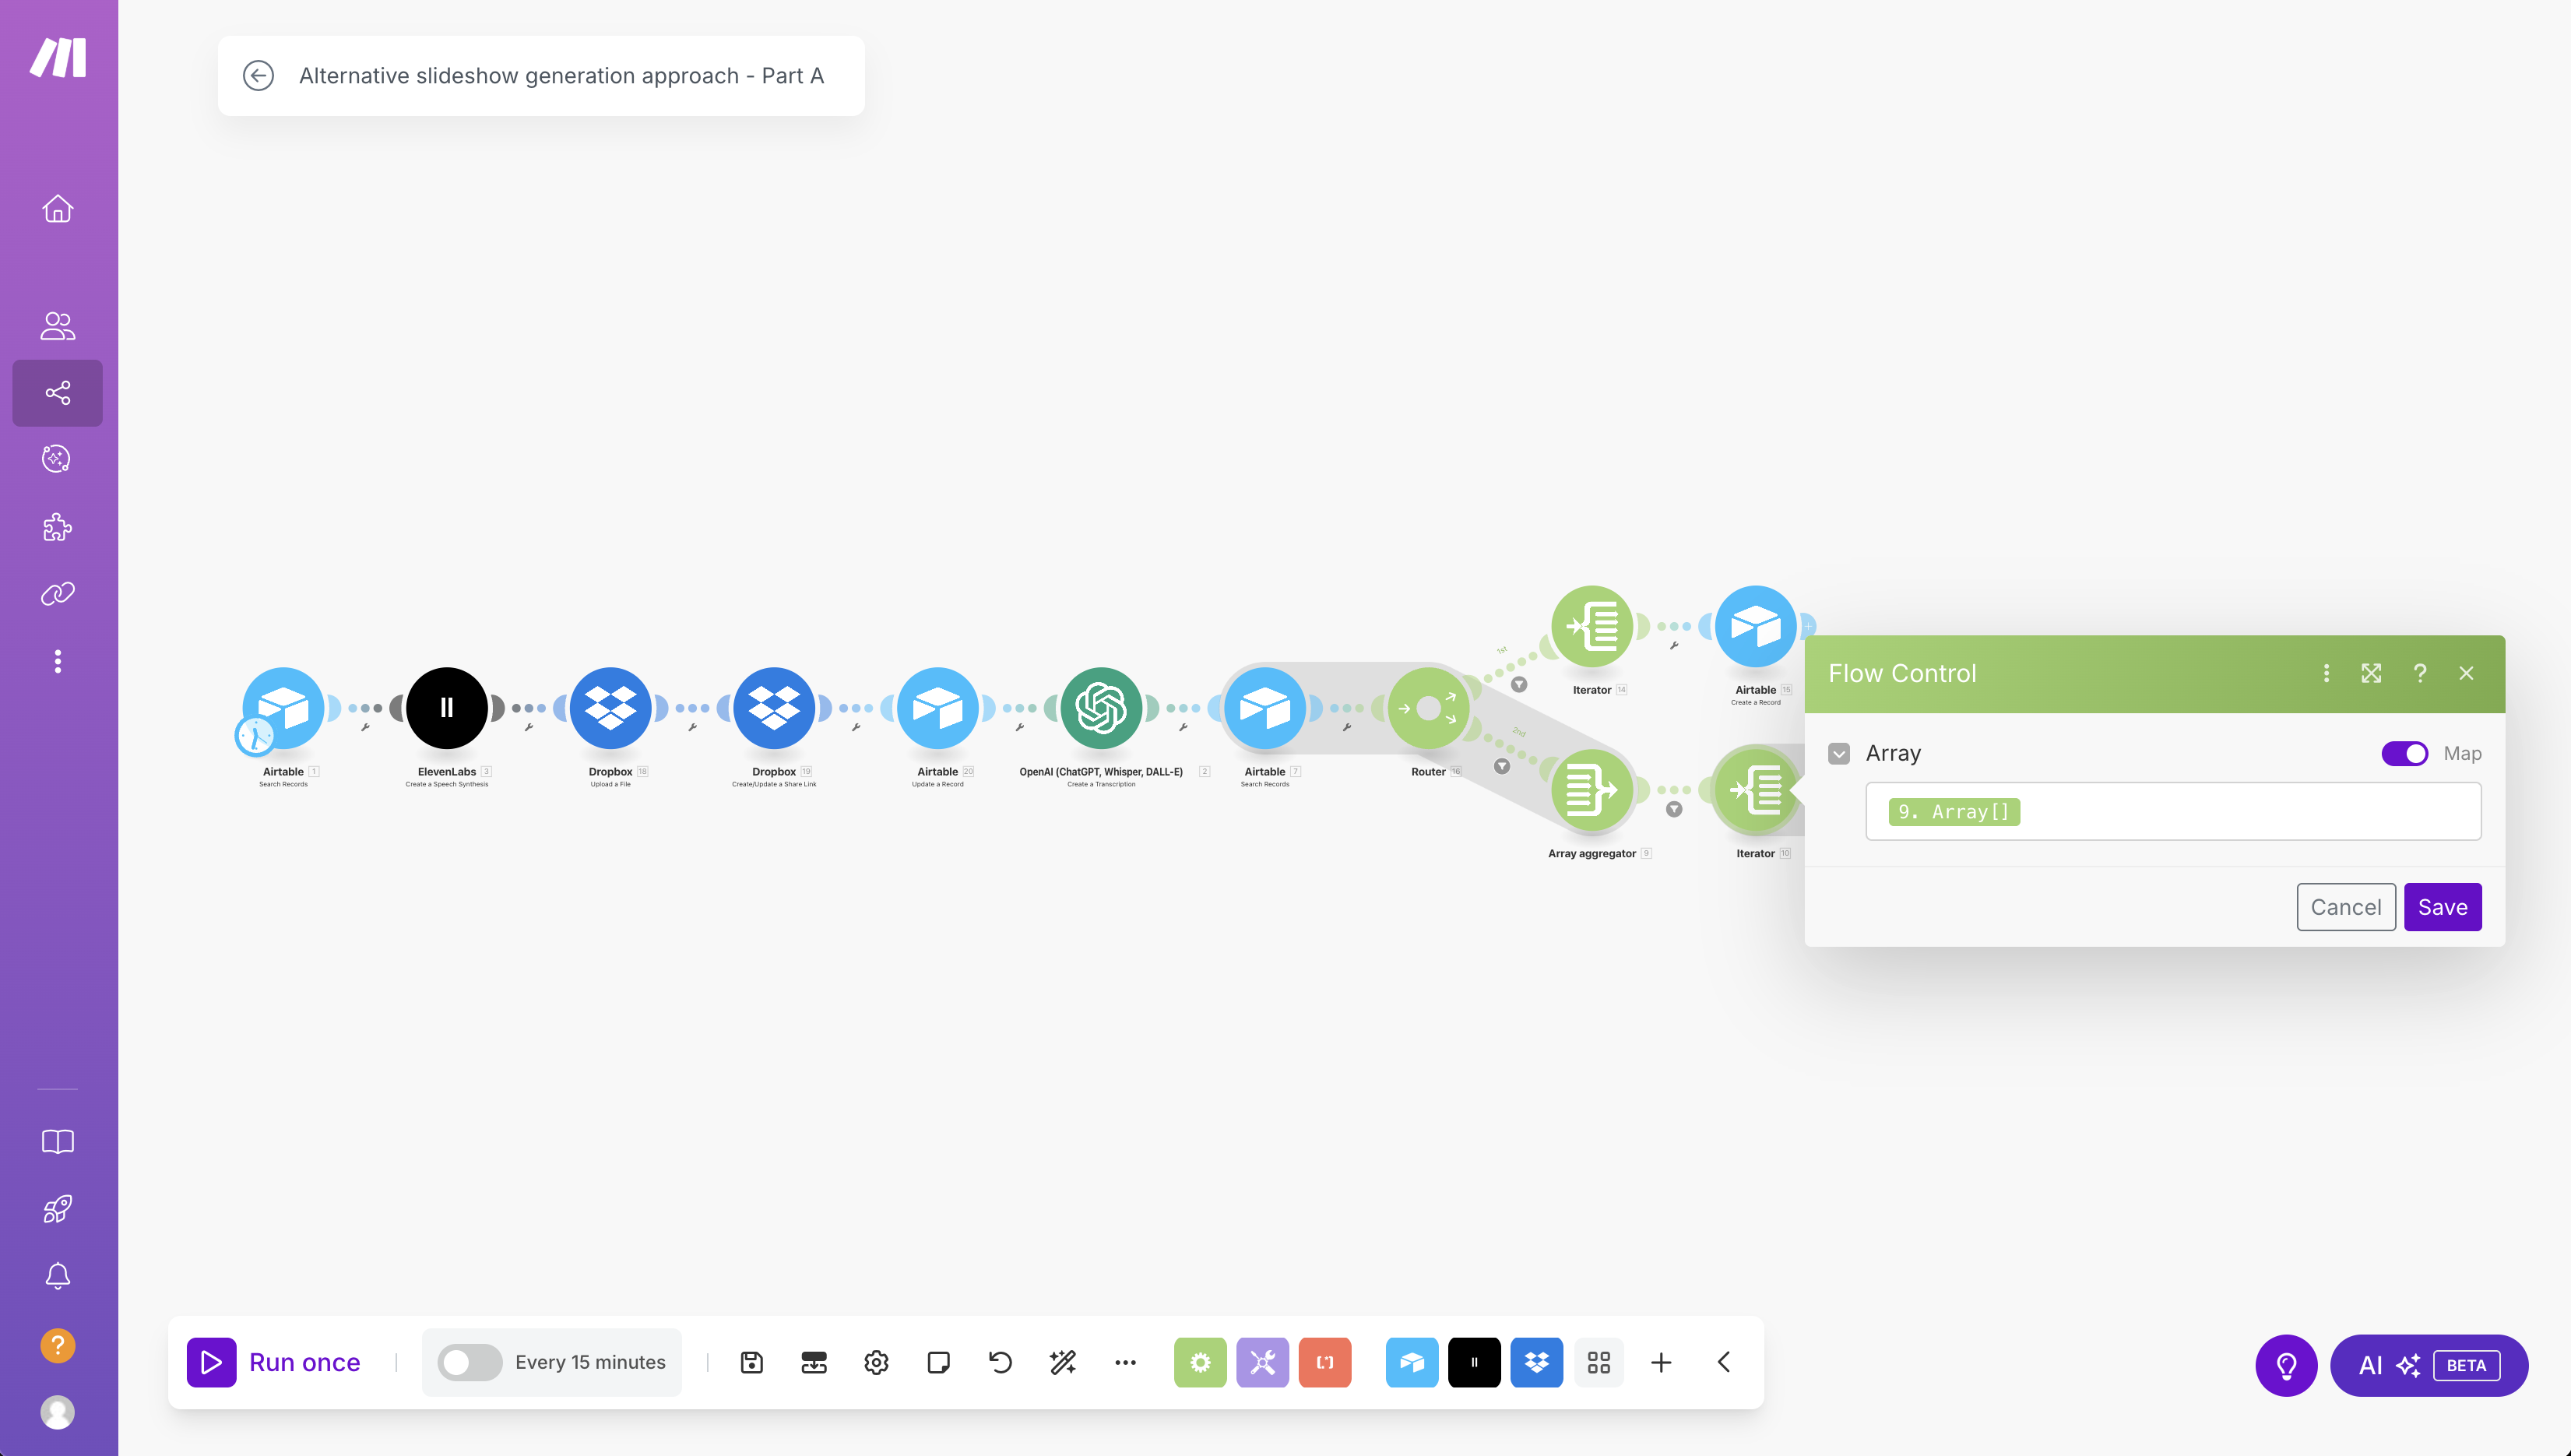 Alternative slideshow generation approach - Part A
1st
Iterator 14
Airtable 15
Create a Record
Flow Control
Array
Map
9. Array[]
Cancel
Save
Airtable 1
Search Records
ElevenLabs 3
Create a Speech Synthesis
Dropbox 18
Upload a File
Dropbox 19
Create/Update a Share Link
Airtable 20
Update a Record
OpenAI (ChatGPT, Whisper, DALL-E) 2
Create a Transcription
Airtable 7
Search Records
Router 16
2nd
Array aggregator 9
Iterator 10
Run once
Every 15 minutes
AI BETA